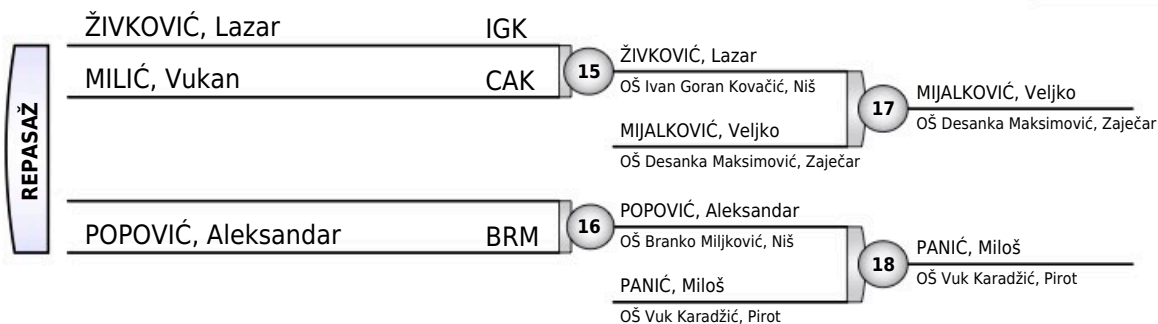 REPASAŽ
ŽIVKOVIĆ, Lazar IGK
MILIĆ, Vukan CAK
15
ŽIVKOVIĆ, Lazar
OŠ Ivan Goran Kovačić, Niš
MIJALKOVIĆ, Veljko
OŠ Desanka Maksimović, Zaječar
17
MIJALKOVIĆ, Veljko
OŠ Desanka Maksimović, Zaječar
POPOVIĆ, Aleksandar BRM
16
POPOVIĆ, Aleksandar
OŠ Branko Miljković, Niš
PANIĆ, Miloš
OŠ Vuk Karadžić, Pirot
18
PANIĆ, Miloš
OŠ Vuk Karadžić, Pirot